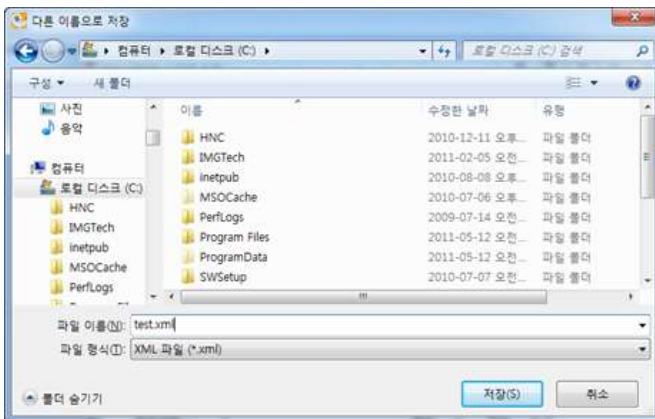 다른 이름으로 저장
컴퓨터 ▸ 로컬 디스크 (C:) ▸
로컬 디스크 (C:) 검색
구성 ▾ 새 폴더
사진
음악
컴퓨터
로컬 디스크 (C:)
HNC
IMGTech
inetpub
MSOCache
PerfLogs
이름 수정한 날짜 유형
HNC 2010-12-11 오후... 파일 폴더
IMGTech 2011-02-05 오전... 파일 폴더
inetpub 2010-08-08 오후... 파일 폴더
MSOCache 2010-07-06 오후... 파일 폴더
PerfLogs 2009-07-14 오전... 파일 폴더
Program Files 2011-05-12 오전... 파일 폴더
ProgramData 2011-05-12 오전... 파일 폴더
SWSetup 2010-07-07 오전... 파일 폴더
파일 이름(N): test.xml
파일 형식(T): XML 파일 (*.xml)
폴더 숨기기
저장(S) 취소